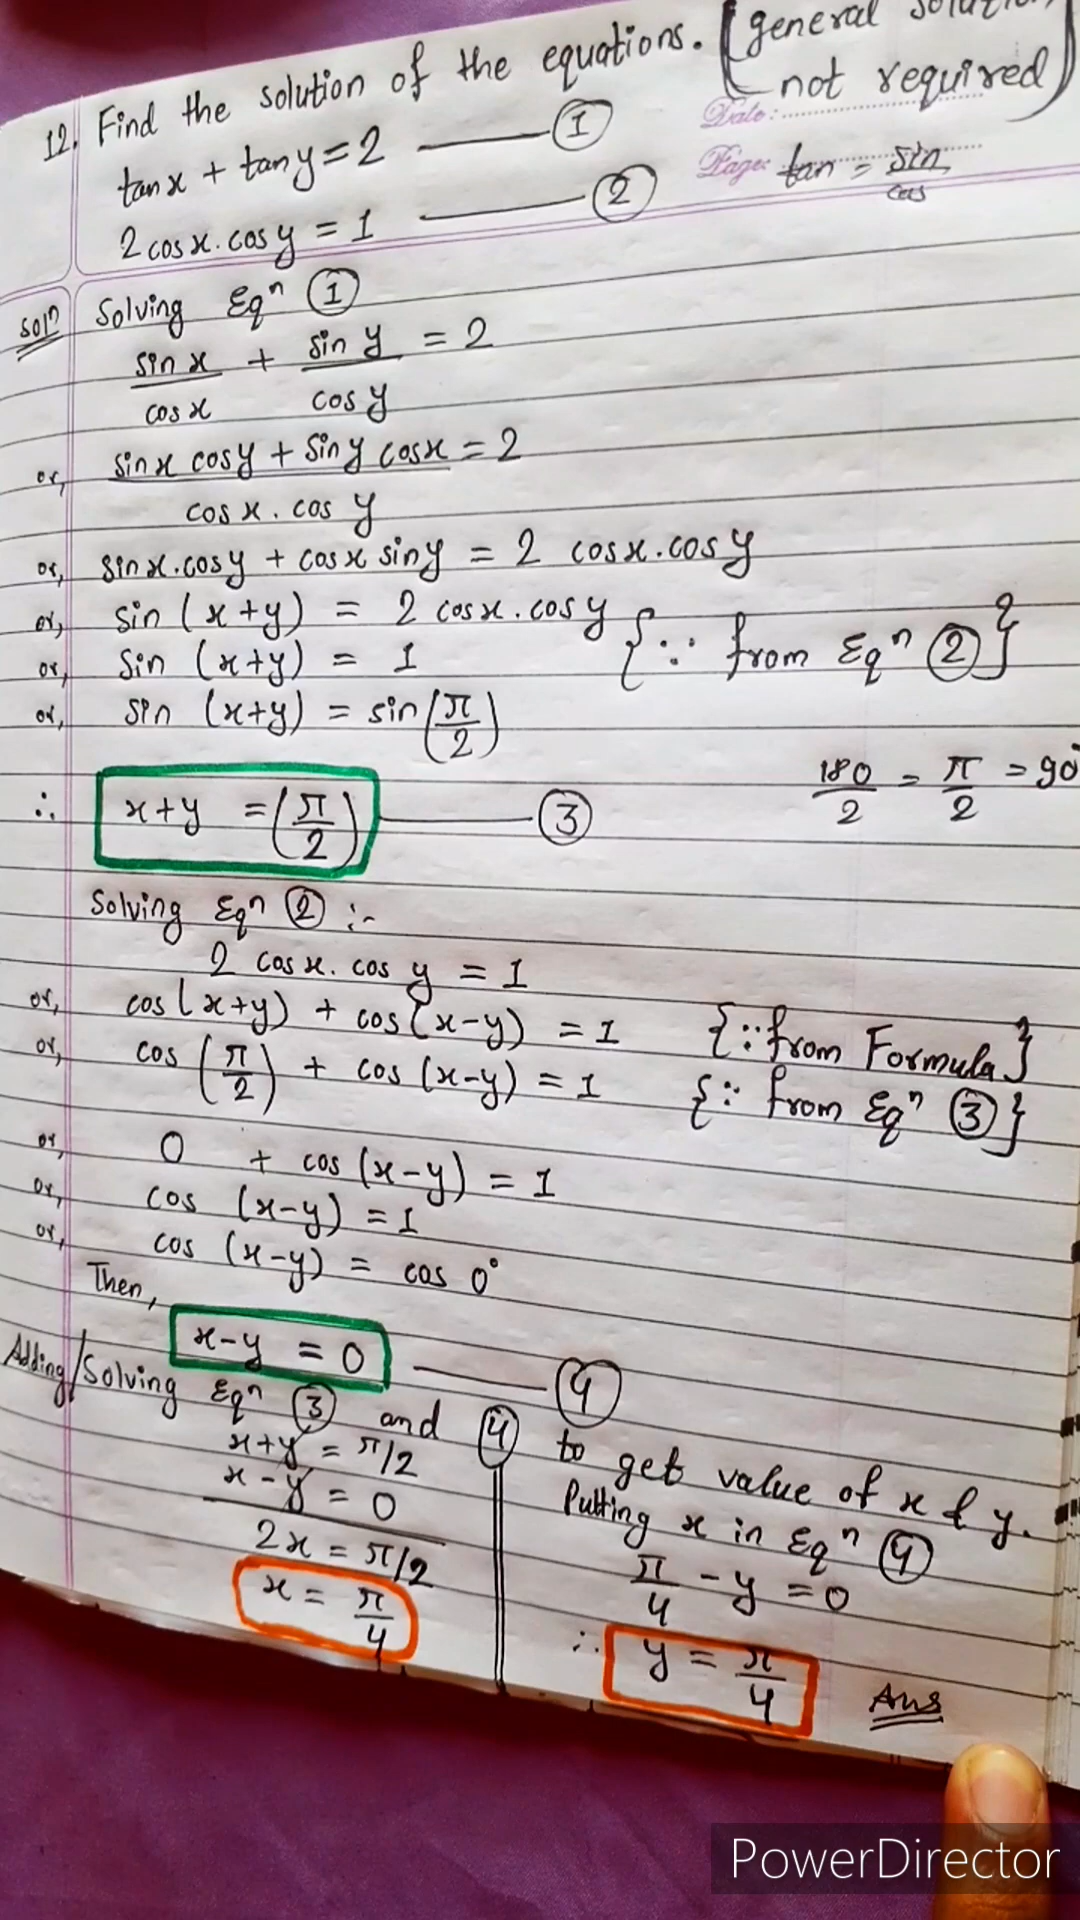 12. Find the solution of the equations. (general solution not required)
Date:
tan x + tan y = 2 ——— ①
Page: tan = sin/cos
2 cos x . cos y = 1 ——— ②
Solⁿ Solving Eqⁿ ①
sin x/cos x + sin y/cos y = 2
or, (sin x cos y + sin y cos x)/(cos x . cos y) = 2
or, sin x . cos y + cos x sin y = 2 cos x . cos y
or, sin (x+y) = 2 cos x . cos y
or, sin (x+y) = 1 {∵ from Eqⁿ ②}
or, sin (x+y) = sin (π/2)
180/2 = π/2 = 90°
∴ x+y = (π/2) ——— ③
Solving Eqⁿ ② :-
2 cos x . cos y = 1
or, cos (x+y) + cos (x-y) = 1 {∵ from Formula}
or, cos (π/2) + cos (x-y) = 1 {∵ from Eqⁿ ③}
or, 0 + cos (x-y) = 1
or, cos (x-y) = 1
or, cos (x-y) = cos 0°
Then,
x-y = 0 ——— ④
Adding/Solving Eqⁿ ③ and ④ to get value of x & y.
x+y = π/2
x-y = 0
2x = π/2
x = π/4
Putting x in Eqⁿ ④
π/4 - y = 0
∴ y = π/4 Ans
PowerDirector